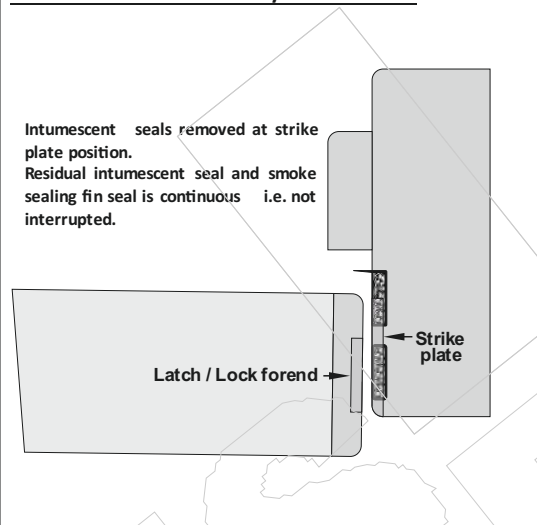 Intumescent seals removed at strike
plate position.
Residual intumescent seal and smoke
sealing fin seal is continuous i.e. not
interrupted.
Strike
plate
Latch / Lock forend